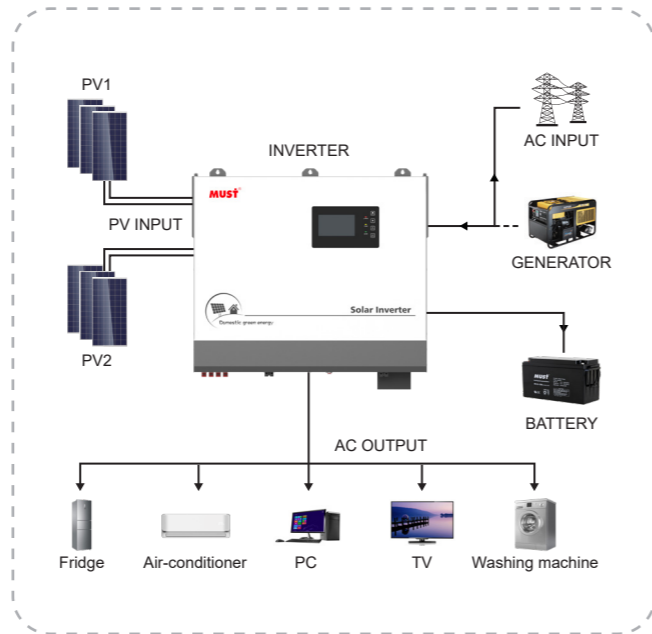 PV1
INVERTER
AC INPUT
MUST
PV INPUT
GENERATOR
Solar Inverter
Domestic green energy
PV2
MUST
BATTERY
AC OUTPUT
Fridge
Air-conditioner
PC
TV
Washing machine